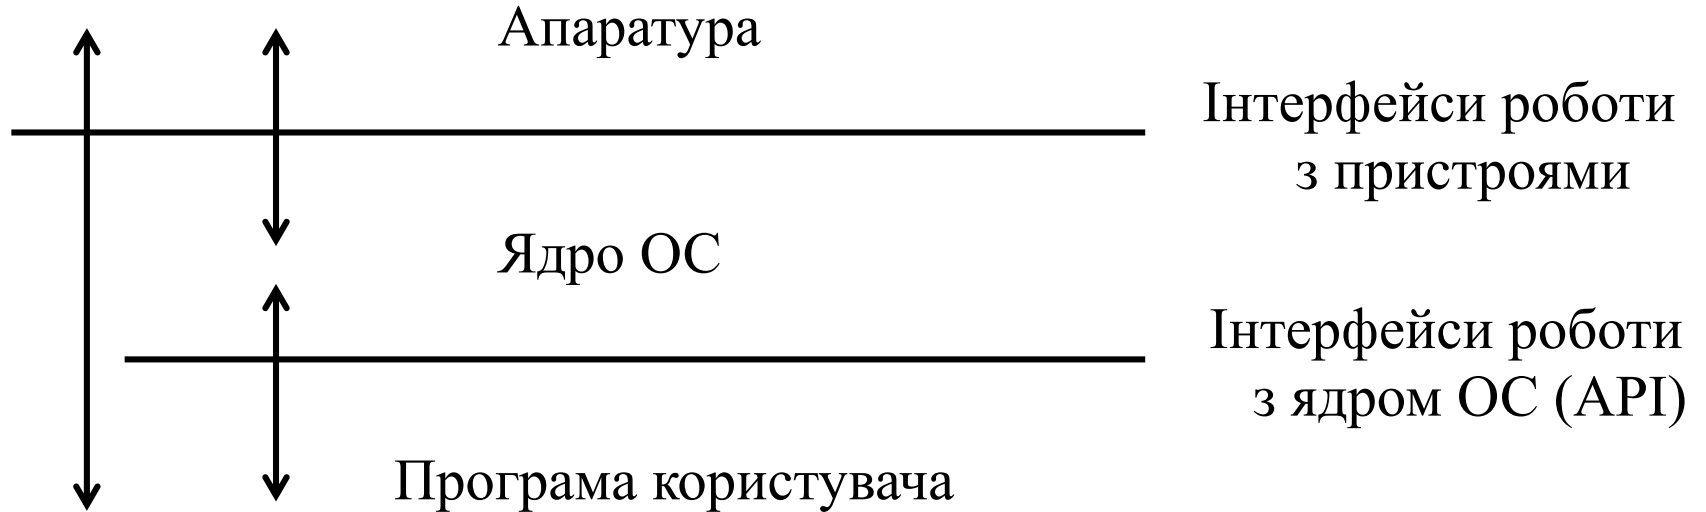 Апаратура
Інтерфейси роботи
з пристроями
Ядро ОС
Інтерфейси роботи
з ядром ОС (API)
Програма користувача